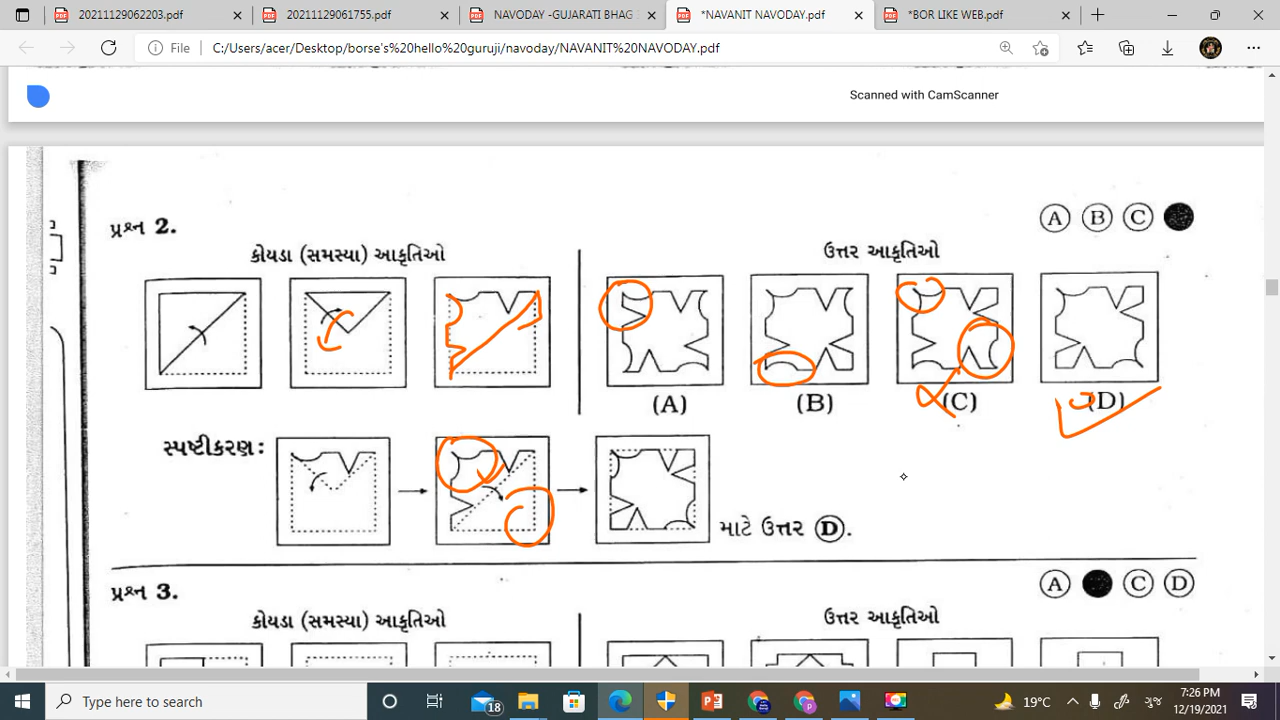 20211129062203.pdf
20211129061755.pdf
NAVODAY -GUJARATI BHAG
*NAVANIT NAVODAY.pdf
*BOR LIKE WEB.pdf
File
C:/Users/acer/Desktop/borse's%20hello%20guruji/navoday/NAVANIT%20NAVODAY.pdf
Scanned with CamScanner
પ્રશ્ન 2.
A B C
કોયડા (સમસ્યા) આકૃતિઓ
ઉત્તર આકૃતિઓ
(A) (B) (C) (D)
સ્પષ્ટીકરણ:
માટે ઉત્તર D.
પ્રશ્ન 3.
A C D
કોયડા (સમસ્યા) આકૃતિઓ
ઉત્તર આકૃતિઓ
Type here to search
18
19°C
ગુજ
7:26 PM
12/19/2021